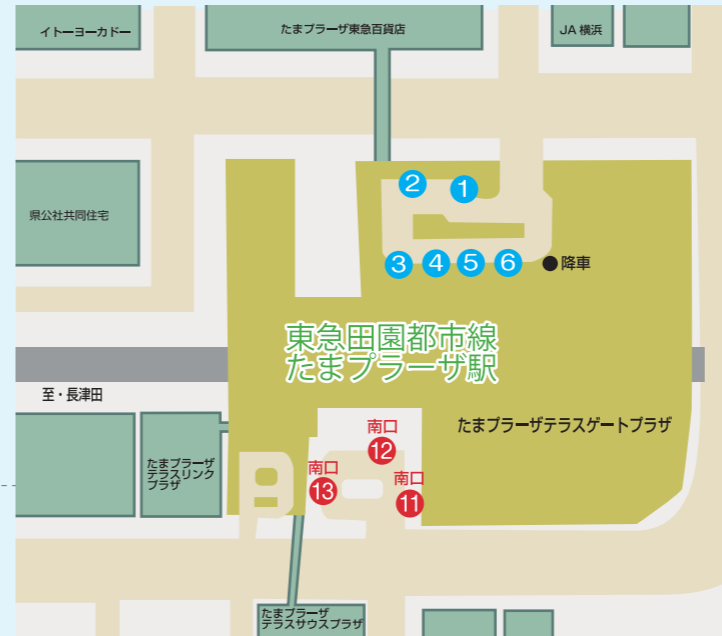 イトーヨーカドー
たまプラーザ東急百貨店
JA 横浜
県公社共同住宅
2
1
3
4
5
6
降車
東急田園都市線
たまプラーザ駅
至・長津田
たまプラーザテラスゲートプラザ
南口
12
南口
13
南口
11
たまプラーザ
テラスリンク
プラザ
たまプラーザ
テラスサウスプラザ